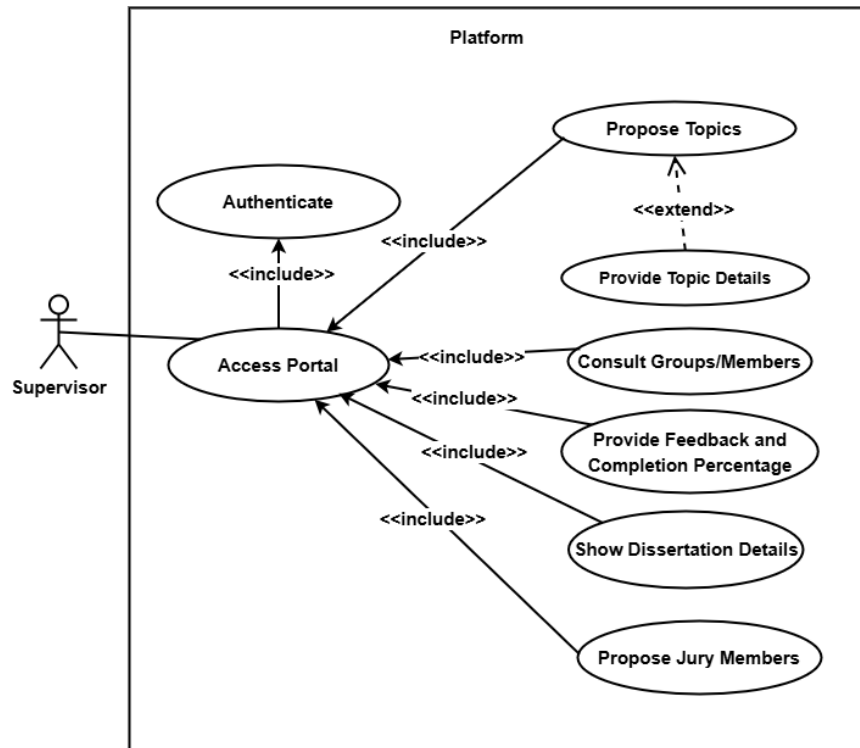 Platform
Propose Topics
Authenticate
<<extend>>
<<include>>
<<include>>
Provide Topic Details
Supervisor
Access Portal
<<include>>
Consult Groups/Members
<<include>>
Provide Feedback and
Completion Percentage
<<include>>
<<include>>
Show Dissertation Details
Propose Jury Members